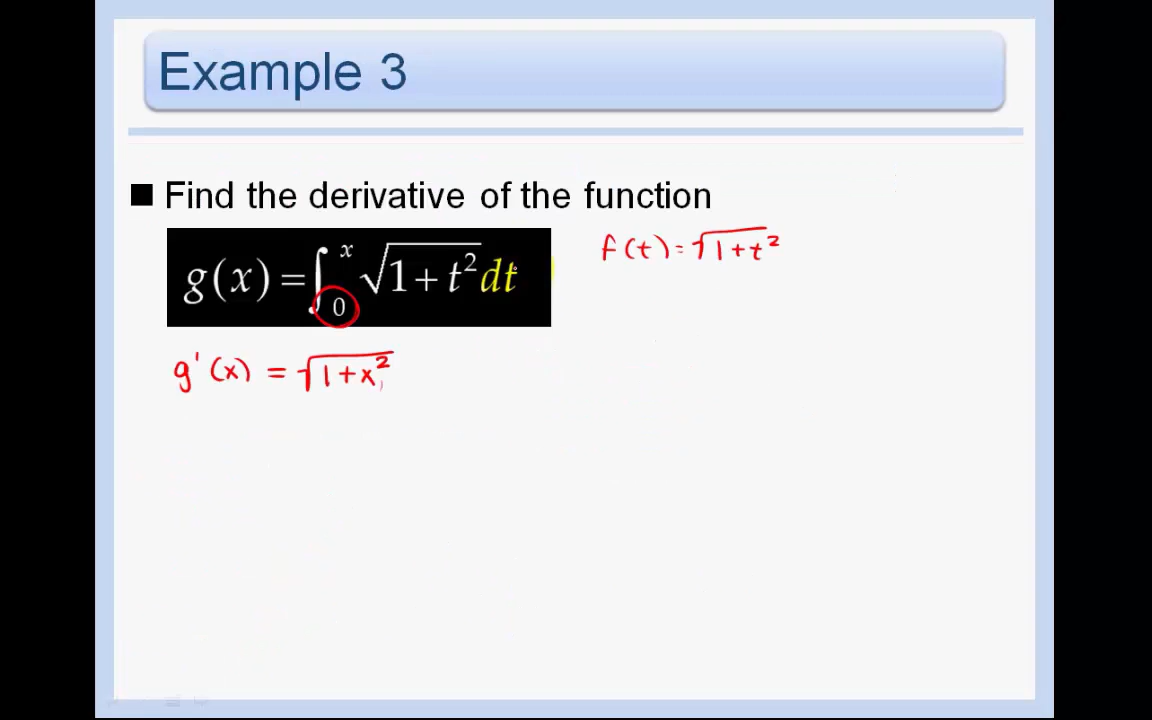 Example 3
■ Find the derivative of the function
g(x) = ∫₀ˣ √(1 + t²) dt
f(t) = √(1+t²)
g'(x) = √(1+x²)